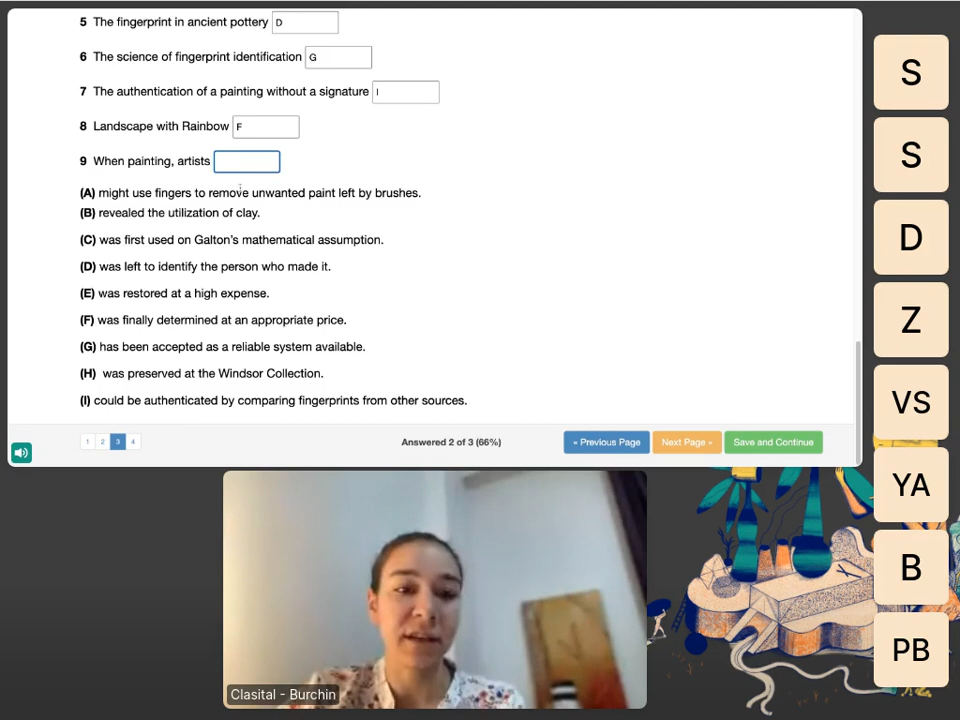 5 The fingerprint in ancient pottery D
6 The science of fingerprint identification G
7 The authentication of a painting without a signature I
8 Landscape with Rainbow F
9 When painting, artists
(A) might use fingers to remove unwanted paint left by brushes.
(B) revealed the utilization of clay.
(C) was first used on Galton's mathematical assumption.
(D) was left to identify the person who made it.
(E) was restored at a high expense.
(F) was finally determined at an appropriate price.
(G) has been accepted as a reliable system available.
(H) was preserved at the Windsor Collection.
(I) could be authenticated by comparing fingerprints from other sources.
1 2 3 4
Answered 2 of 3 (66%)
« Previous Page
Next Page »
Save and Continue
Clasital - Burchin
S
S
D
Z
VS
YA
B
PB